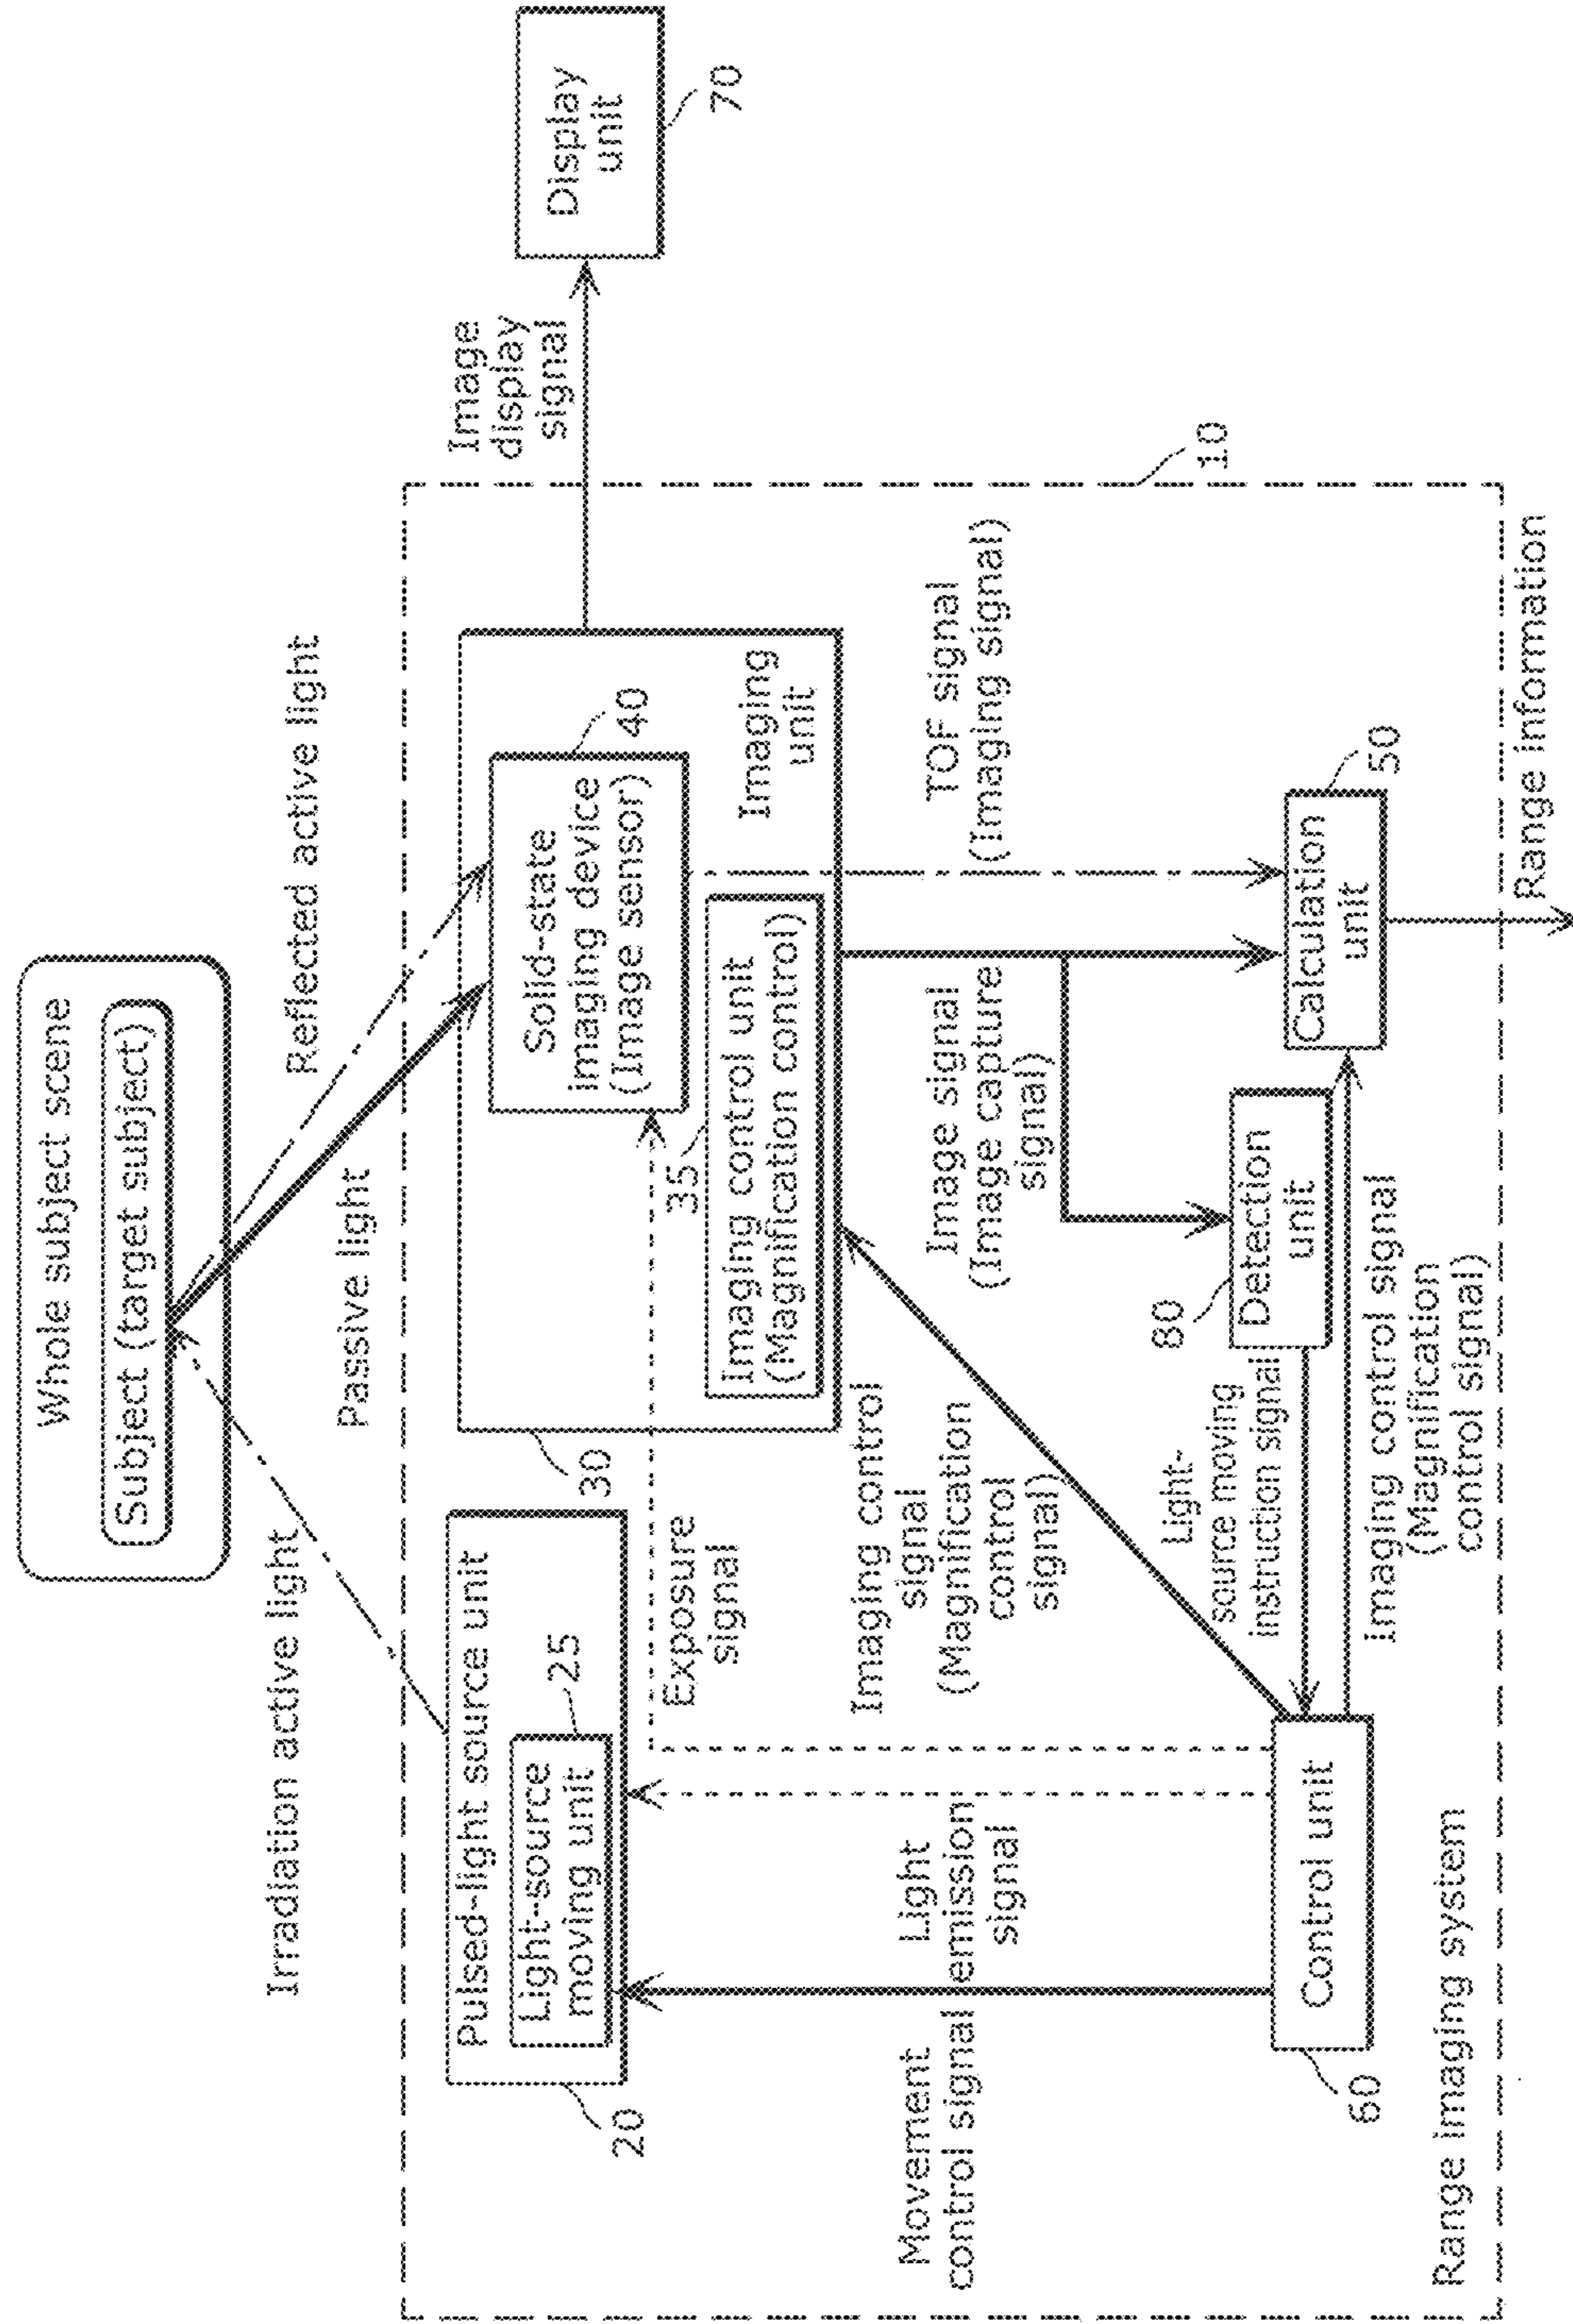 Whole subject scene
Subject (target subject)
Irradiation active light
Passive light
Reflected active light
Image
display
signal
Display
unit
70
10
Pulsed-light source unit
Light-source
moving unit
25
20
30
Solid-state
imaging device
(Image sensor)
40
35
Imaging control unit
(Magnification control)
Imaging
unit
Exposure
signal
Movement
control signal
Light
emission
signal
Imaging control
signal
(Magnification
control
signal)
Image signal
(Image capture
signal)
TOF signal
(Imaging signal)
Light-
source moving
instruction signal
80
Detection
unit
Calculation
unit
50
Control unit
60
Imaging control signal
(Magnification
control signal)
Range imaging system
Range information